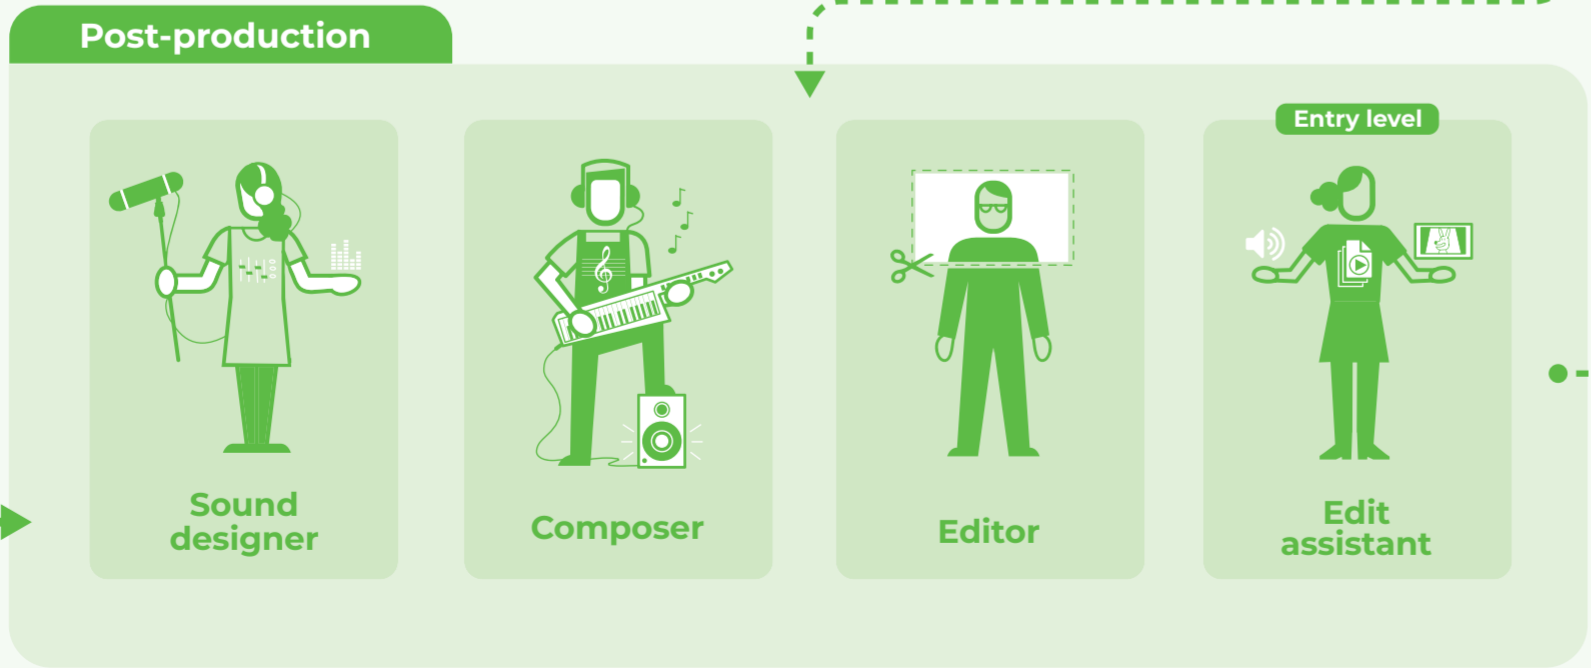 Post-production
Entry level
Sound
designer
Composer
Editor
Edit
assistant